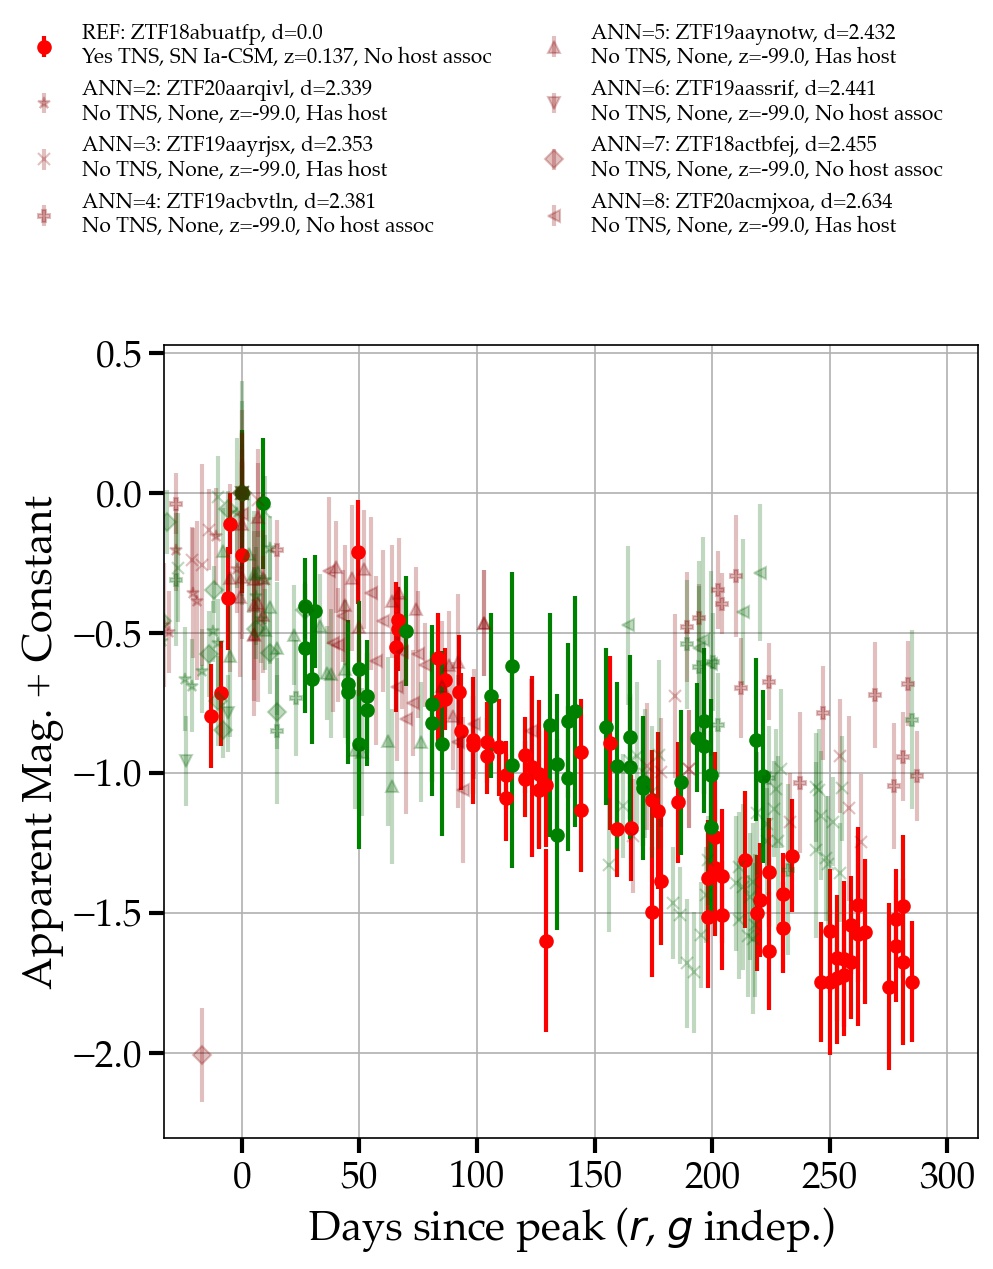 REF: ZTF18abuatfp, d=0.0
Yes TNS, SN Ia-CSM, z=0.137, No host assoc
ANN=2: ZTF20aarqivl, d=2.339
No TNS, None, z=-99.0, Has host
ANN=3: ZTF19aayrjsx, d=2.353
No TNS, None, z=-99.0, Has host
ANN=4: ZTF19acbvtln, d=2.381
No TNS, None, z=-99.0, No host assoc
ANN=5: ZTF19aaynotw, d=2.432
No TNS, None, z=-99.0, Has host
ANN=6: ZTF19aassrif, d=2.441
No TNS, None, z=-99.0, No host assoc
ANN=7: ZTF18actbfej, d=2.455
No TNS, None, z=-99.0, No host assoc
ANN=8: ZTF20acmjxoa, d=2.634
No TNS, None, z=-99.0, Has host
Apparent Mag. + Constant
0.5
0.0
−0.5
−1.0
−1.5
−2.0
0 50 100 150 200 250 300
Days since peak (r, g indep.)